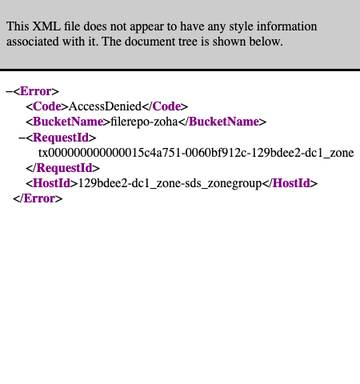 This XML file does not appear to have any style information
associated with it. The document tree is shown below.
−<Error>
<Code>AccessDenied</Code>
<BucketName>filerepo-zoha</BucketName>
−<RequestId>
tx000000000000015c4a751-0060bf912c-129bdee2-dc1_zone
</RequestId>
<HostId>129bdee2-dc1_zone-sds_zonegroup</HostId>
</Error>